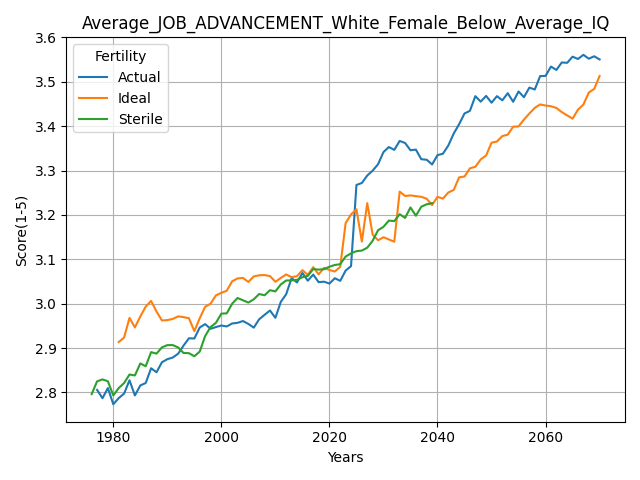 Average_JOB_ADVANCEMENT_White_Female_Below_Average_IQ
3.6
3.5
3.4
3.3
3.2
3.1
3.0
2.9
2.8
Score(1-5)
Fertility
Actual
Ideal
Sterile
1980 2000 2020 2040 2060
Years